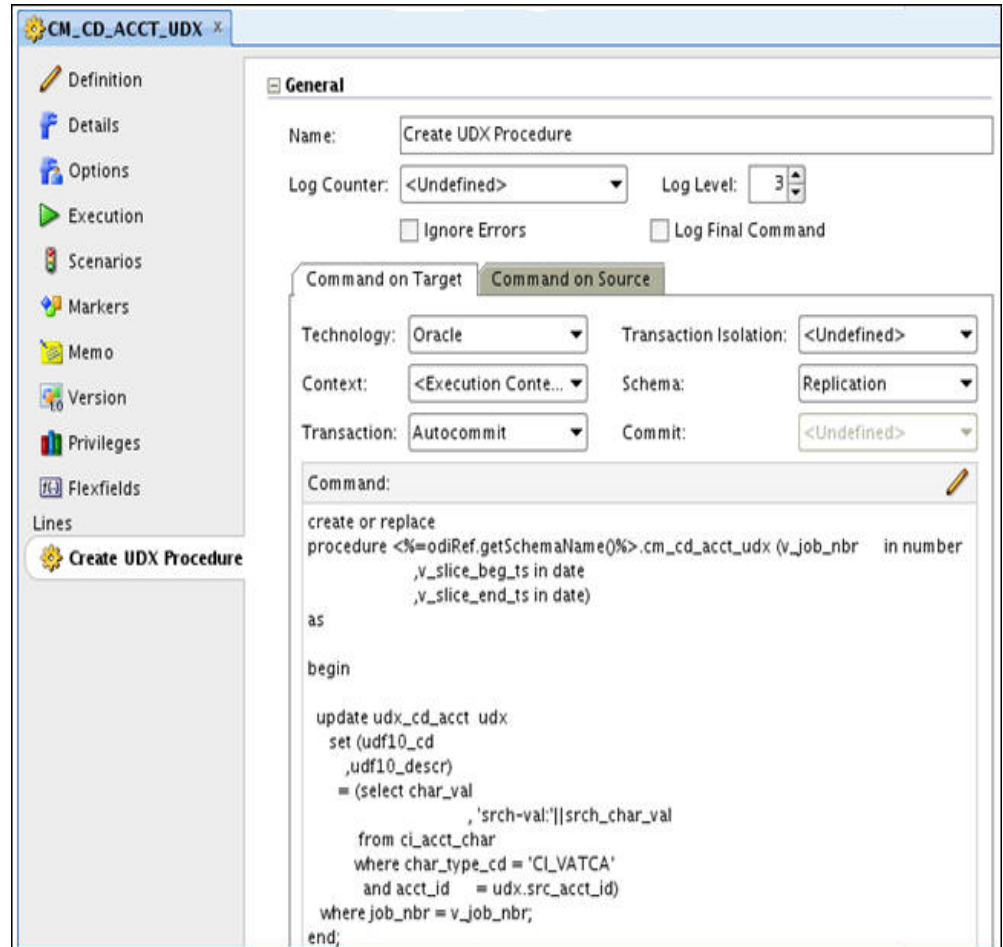 CM_CD_ACCT_UDX x
Definition
Details
Options
Execution
Scenarios
Markers
Memo
1.0 Version
Privileges
Flexfields
Lines
Create UDX Procedure
General
Name: Create UDX Procedure
Log Counter: <Undefined> Log Level: 3
Ignore Errors Log Final Command
Command on Target Command on Source
Technology: Oracle Transaction Isolation: <Undefined>
Context: <Execution Conte... Schema: Replication
Transaction: Autocommit Commit: <Undefined>
Command:
create or replace
procedure <%=odiRef.getSchemaName()%>.cm_cd_acct_udx (v_job_nbr in number
,v_slice_beg_ts in date
,v_slice_end_ts in date)
as
begin
update udx_cd_acct udx
set (udf10_cd
,udf10_descr)
= (select char_val
, 'srch-val:'||srch_char_val
from ci_acct_char
where char_type_cd = 'CI_VATCA'
and acct_id = udx.src_acct_id)
where job_nbr = v_job_nbr;
end;